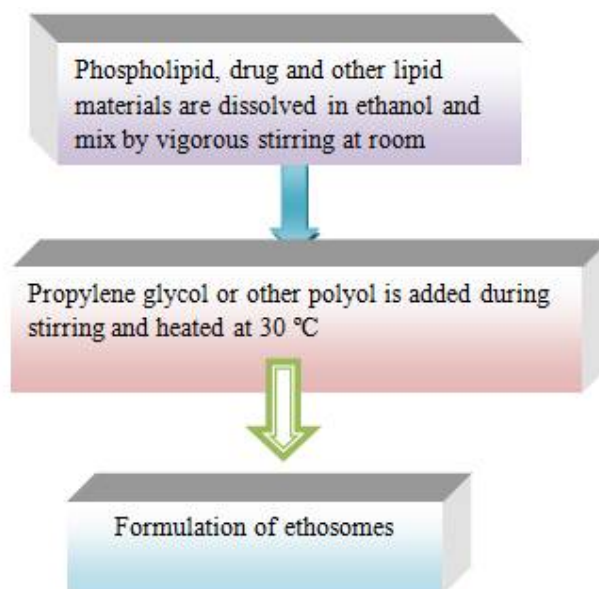 Phospholipid, drug and other lipid
materials are dissolved in ethanol and
mix by vigorous stirring at room
Propylene glycol or other polyol is added during
stirring and heated at 30 ℃
Formulation of ethosomes